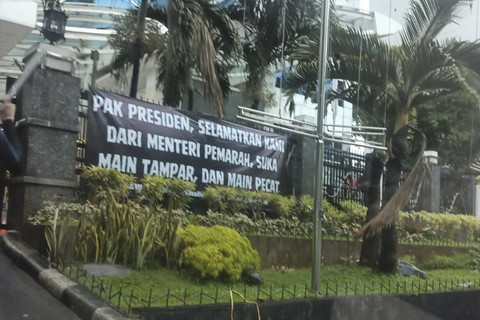 PAK PRESIDEN, SELAMATKAN KAMI
DARI MENTERI PEMARAH, SUKA
MAIN TAMPAR, DAN MAIN PECAT